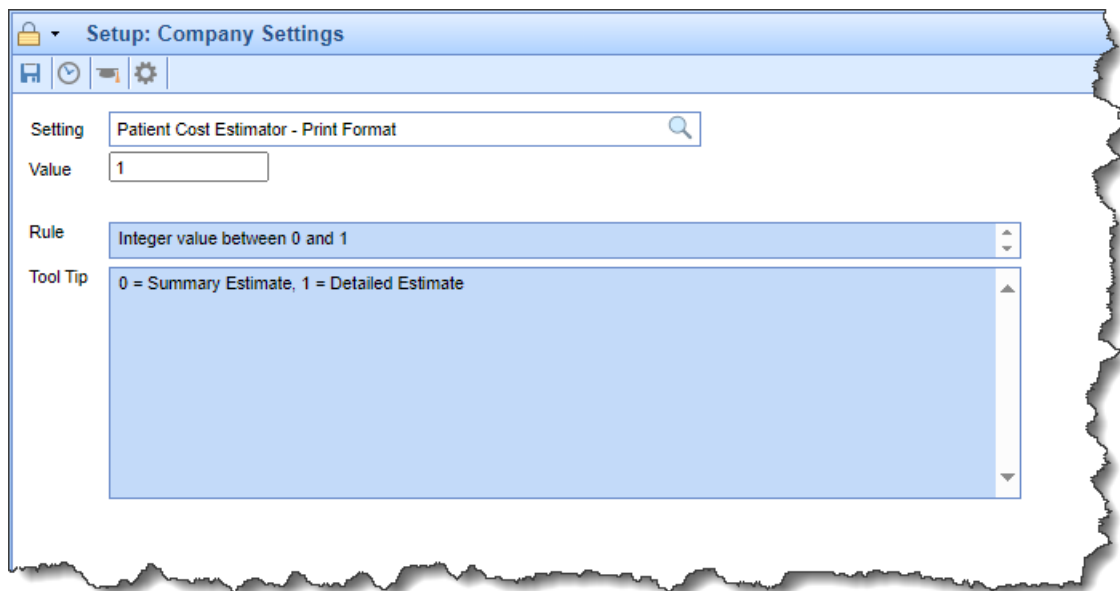 Setup: Company Settings
Setting Patient Cost Estimator - Print Format
Value 1
Rule Integer value between 0 and 1
Tool Tip 0 = Summary Estimate, 1 = Detailed Estimate